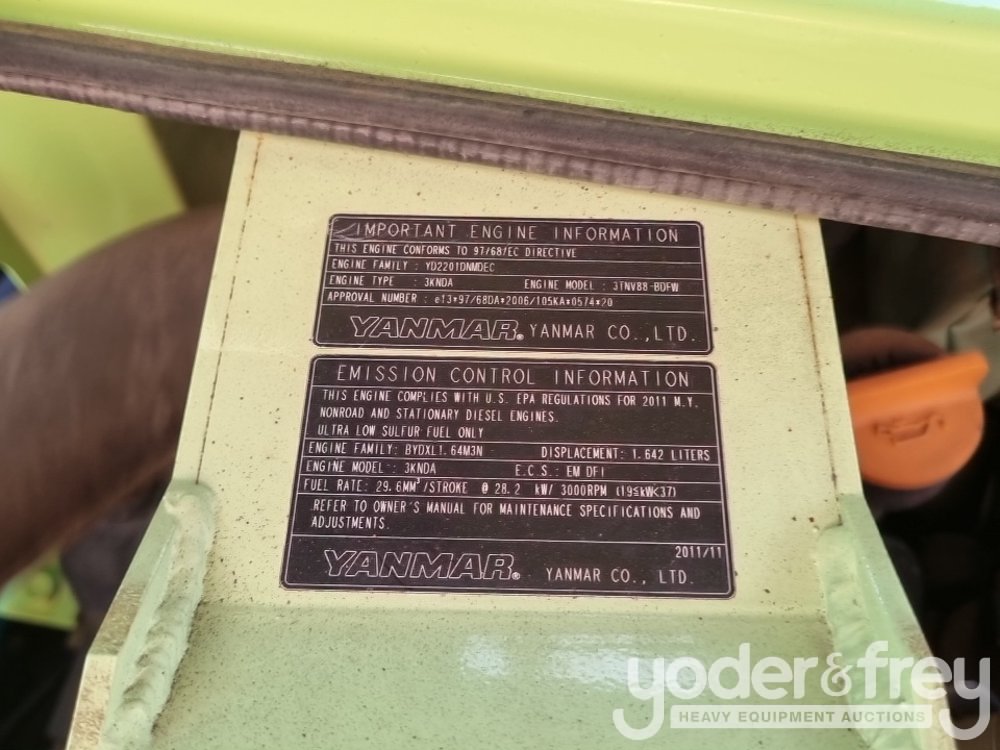 IMPORTANT ENGINE INFORMATION
THIS ENGINE CONFORMS TO 97/68/EC DIRECTIVE
ENGINE FAMILY : YD2201DNMDEC
ENGINE TYPE : 3KNDA ENGINE MODEL : 3TNV88-BDFW
APPROVAL NUMBER : e13*97/68DA*2006/105KA*0574*20
YANMAR® YANMAR CO.,LTD.
EMISSION CONTROL INFORMATION
THIS ENGINE COMPLIES WITH U.S. EPA REGULATIONS FOR 2011 M.Y.
NONROAD AND STATIONARY DIESEL ENGINES.
ULTRA LOW SULFUR FUEL ONLY
ENGINE FAMILY: BYDXL1.64M3N DISPLACEMENT: 1.642 LITERS
ENGINE MODEL : 3KNDA E.C.S.: EM DFI
FUEL RATE: 29.6MM³/STROKE @ 28.2 kW/ 3000RPM (19≤kW<37)
REFER TO OWNER'S MANUAL FOR MAINTENANCE SPECIFICATIONS AND
ADJUSTMENTS.
2011/11
YANMAR® YANMAR CO., LTD.
yoder&frey
HEAVY EQUIPMENT AUCTIONS